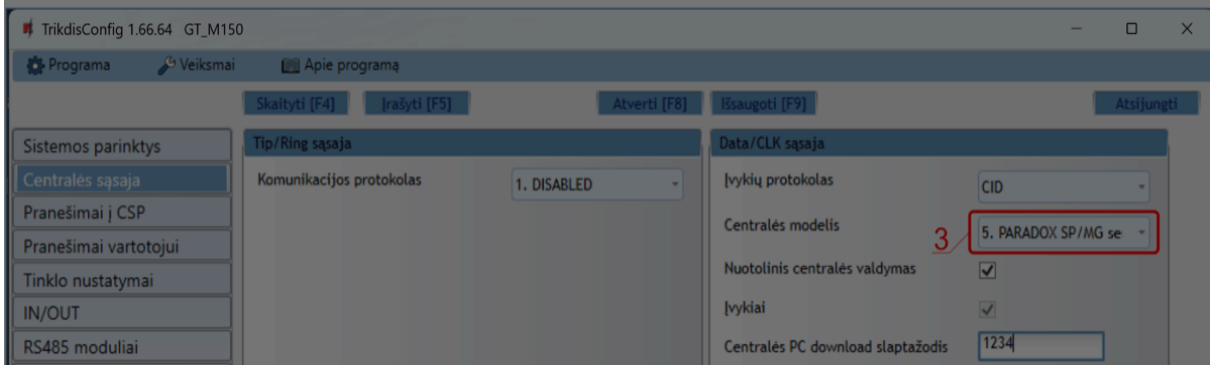 TrikdisConfig 1.66.64 GT_M150
Programa Veiksmai Apie programą
Skaityti [F4] Įrašyti [F5] Atverti [F8] Išsaugoti [F9] Atsijungti
Sistemos parinktys
Centralės sąsaja
Pranešimai į CSP
Pranešimai vartotojui
Tinklo nustatymai
IN/OUT
RS485 moduliai
Tip/Ring sąsaja
Komunikacijos protokolas 1. DISABLED
Data/CLK sąsaja
Įvykių protokolas CID
Centralės modelis 3 5. PARADOX SP/MG se
Nuotolinis centralės valdymas
Įvykiai
Centralės PC download slaptažodis 1234